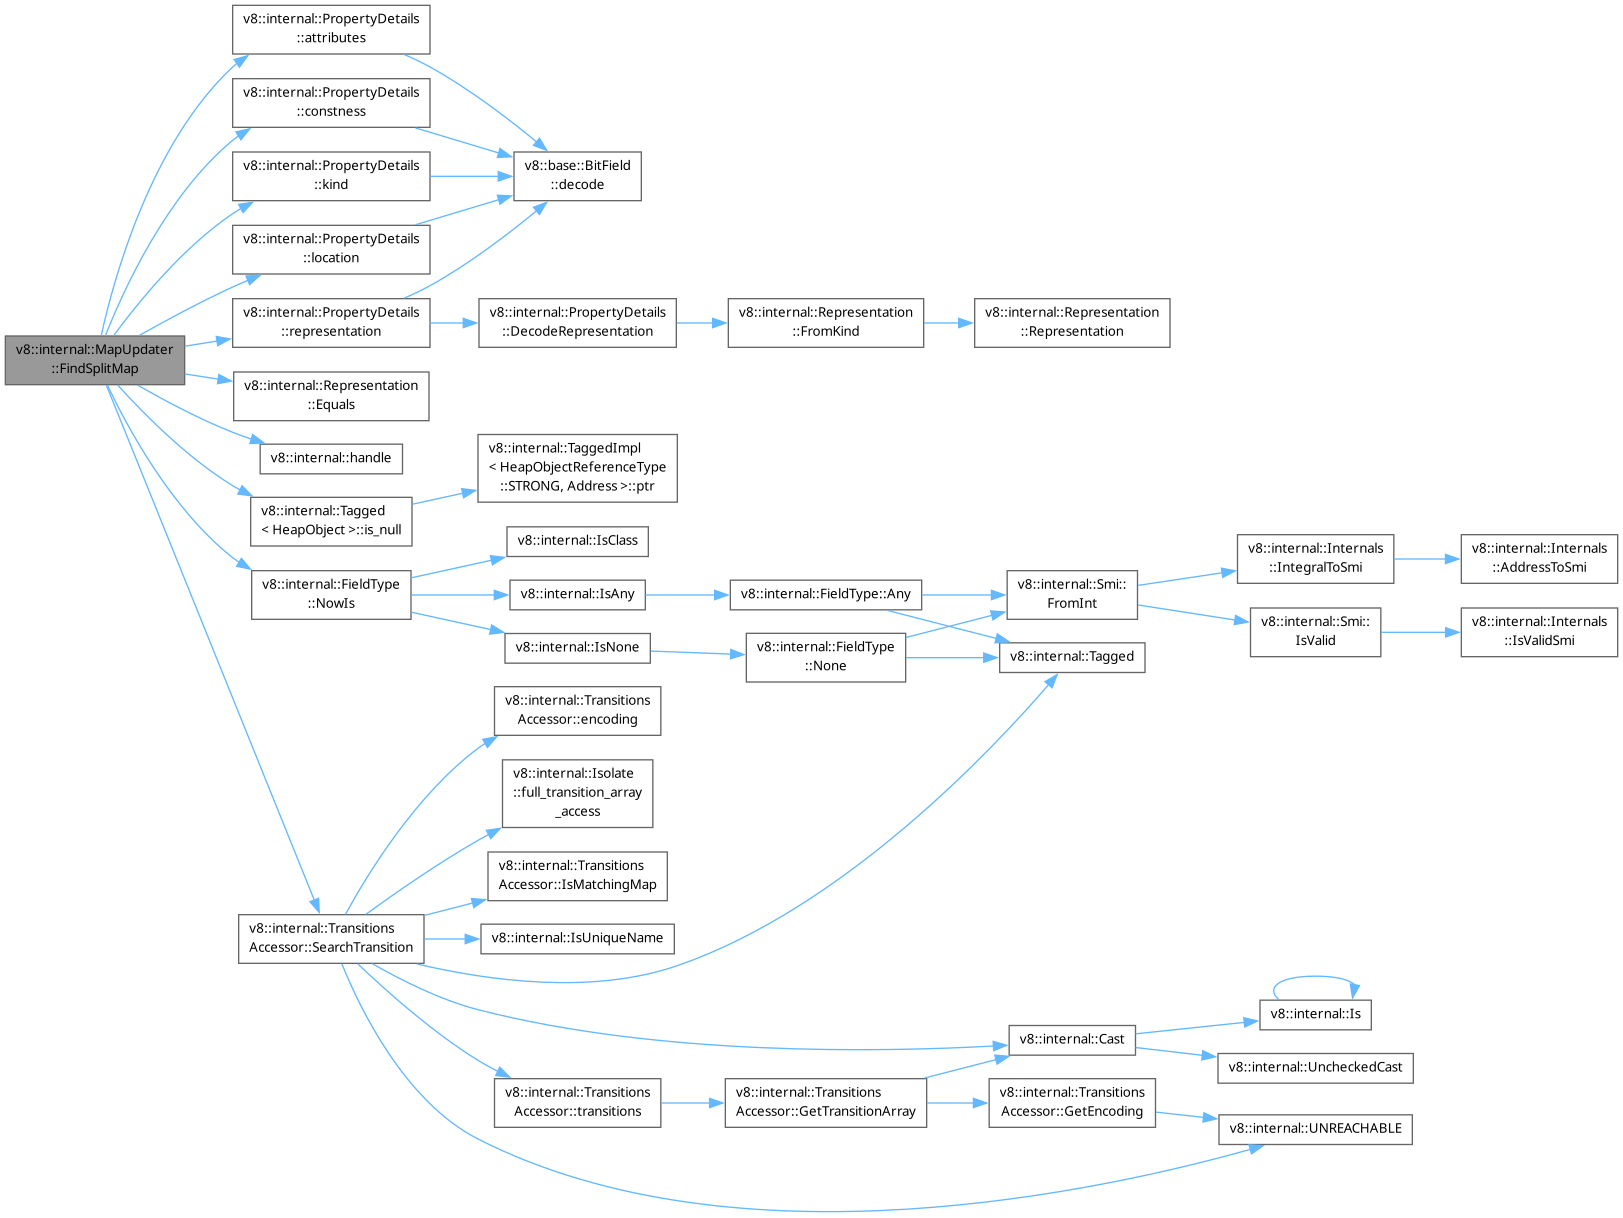 v8::internal::PropertyDetails
::attributes
v8::internal::PropertyDetails
::constness
v8::internal::PropertyDetails
::kind
v8::base::BitField
::decode
v8::internal::PropertyDetails
::location
v8::internal::PropertyDetails
::representation
v8::internal::PropertyDetails
::DecodeRepresentation
v8::internal::Representation
::FromKind
v8::internal::Representation
::Representation
v8::internal::MapUpdater
::FindSplitMap
v8::internal::Representation
::Equals
v8::internal::handle
v8::internal::TaggedImpl
< HeapObjectReferenceType
::STRONG, Address >::ptr
v8::internal::Tagged
< HeapObject >::is_null
v8::internal::IsClass
v8::internal::FieldType
::NowIs
v8::internal::IsAny
v8::internal::FieldType::Any
v8::internal::Smi::
FromInt
v8::internal::Internals
::IntegralToSmi
v8::internal::Internals
::AddressToSmi
v8::internal::Smi::
IsValid
v8::internal::Internals
::IsValidSmi
v8::internal::IsNone
v8::internal::FieldType
::None
v8::internal::Tagged
v8::internal::Transitions
Accessor::encoding
v8::internal::Isolate
::full_transition_array
_access
v8::internal::Transitions
Accessor::IsMatchingMap
v8::internal::Transitions
Accessor::SearchTransition
v8::internal::IsUniqueName
v8::internal::Cast
v8::internal::Is
v8::internal::UncheckedCast
v8::internal::Transitions
Accessor::transitions
v8::internal::Transitions
Accessor::GetTransitionArray
v8::internal::Transitions
Accessor::GetEncoding
v8::internal::UNREACHABLE